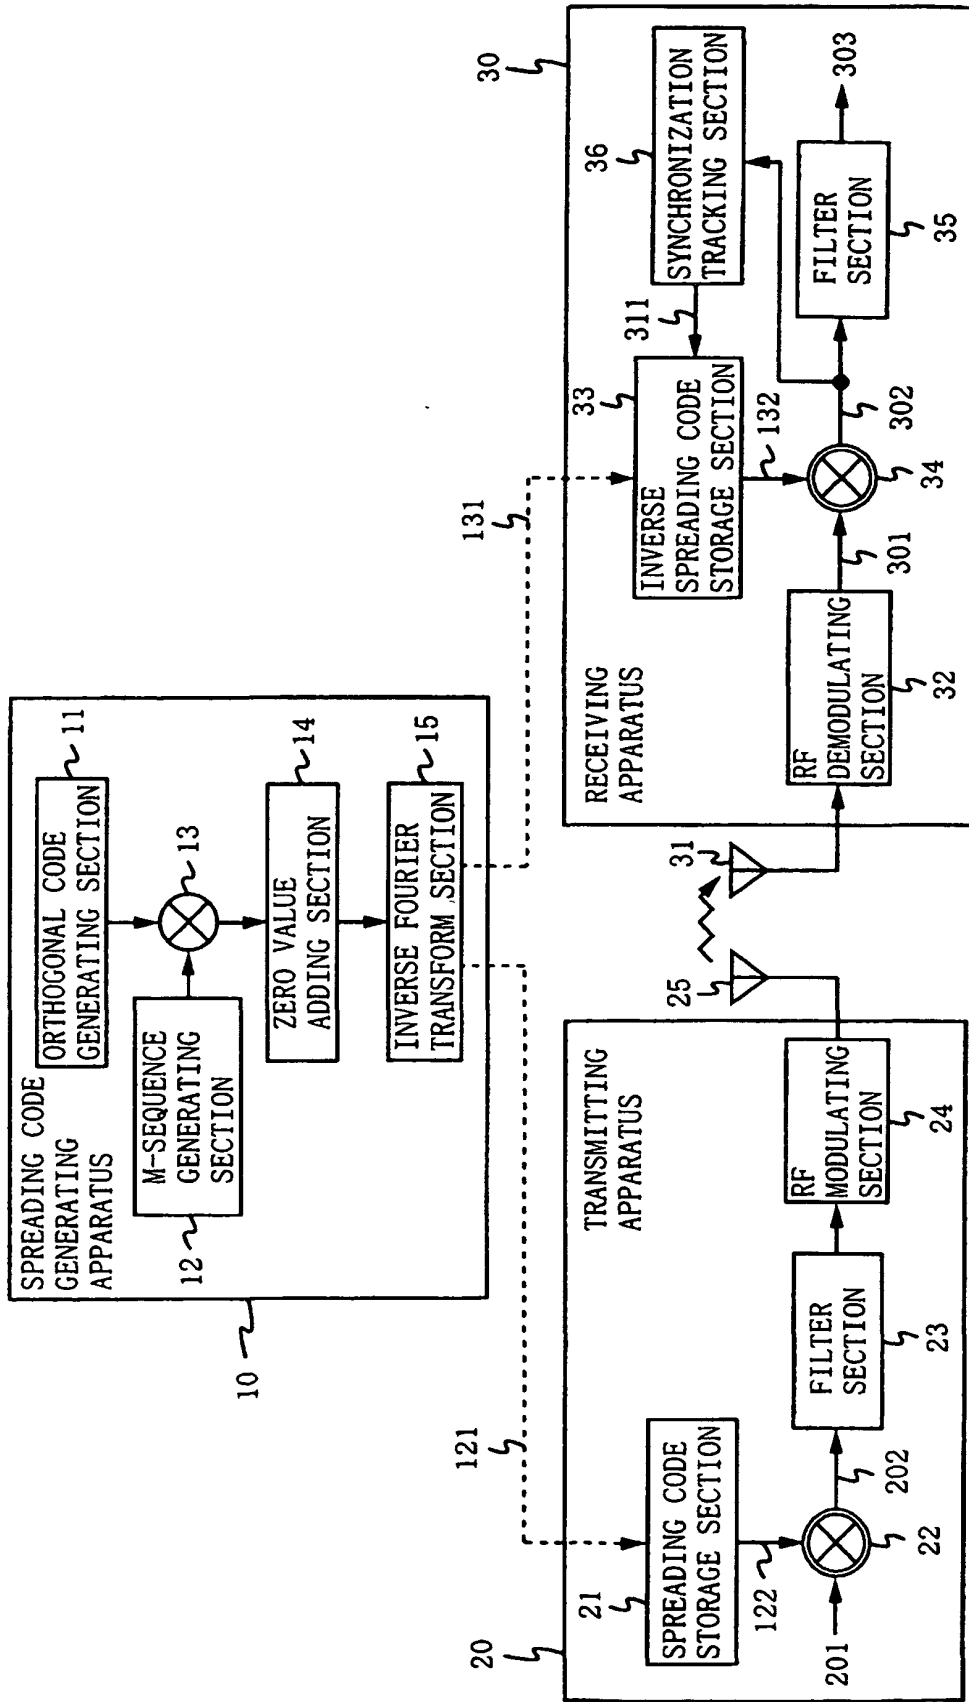 SPREADING CODE
GENERATING
APPARATUS
10
ORTHOGONAL CODE
GENERATING SECTION
11
M-SEQUENCE
GENERATING
SECTION
12
13
ZERO VALUE
ADDING SECTION
14
INVERSE FOURIER
TRANSFORM SECTION
15
121
131
20
TRANSMITTING
APPARATUS
21
SPREADING CODE
STORAGE SECTION
122
201
22
202
FILTER
SECTION
23
RF
MODULATING
SECTION
24
25
31
30
RECEIVING
APPARATUS
RF
DEMODULATING
SECTION
32
301
33
INVERSE
SPREADING CODE
STORAGE SECTION
132
34
302
311
36
SYNCHRONIZATION
TRACKING SECTION
FILTER
SECTION
35
303